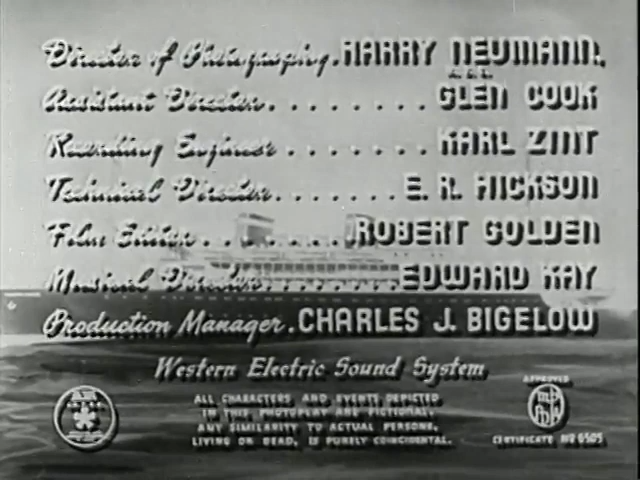 Director of Photography. HARRY NEUMANN,
A.S.C.
Assistant Director. . . . . . . . GLEN COOK
Recording Engineer . . . . . . . KARL ZINT
Technical Director. . . . . . . E. R. HICKSON
Film Editor . . . . . . . . ROBERT GOLDEN
Musical Director. . . . . . . . EDWARD KAY
Production Manager. CHARLES J. BIGELOW
Western Electric Sound System
ALL CHARACTERS AND EVENTS DEPICTED
IN THIS PHOTOPLAY ARE FICTIONAL.
ANY SIMILARITY TO ACTUAL PERSONS,
LIVING OR DEAD, IS PURELY COINCIDENTAL.
APPROVED
CERTIFICATE Nº 6505